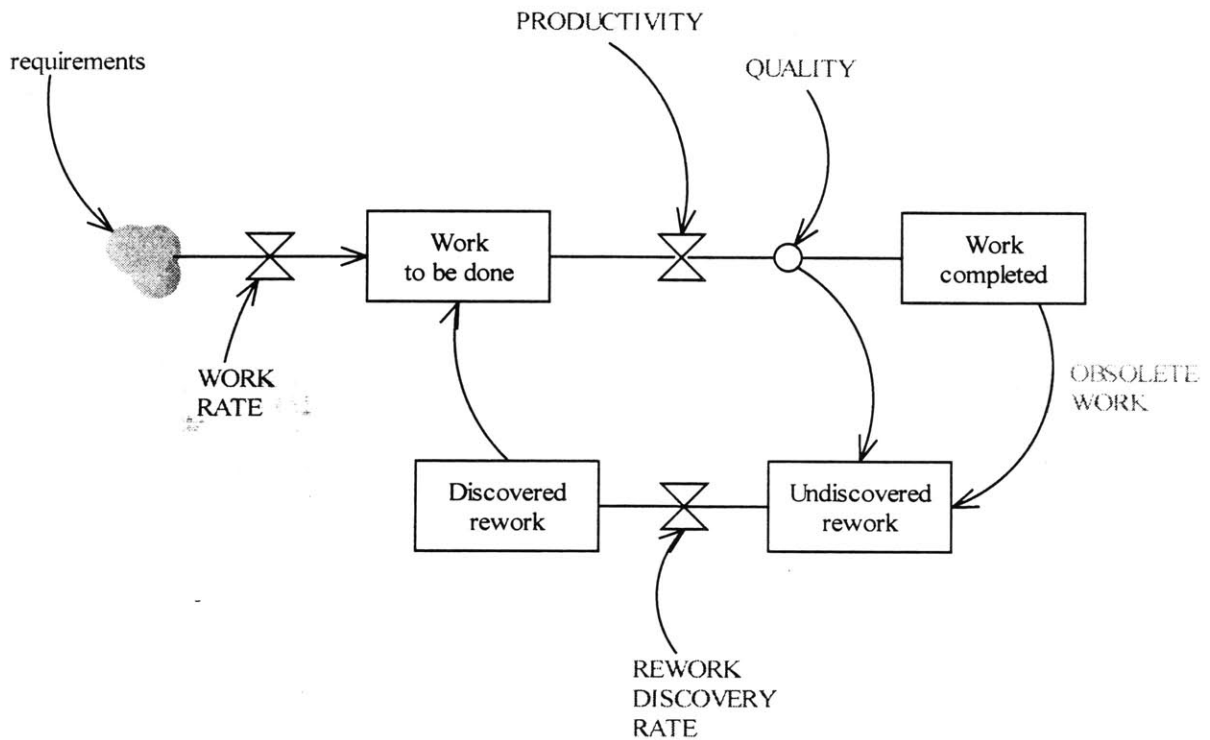 PRODUCTIVITY
requirements
QUALITY
Work
to be done
Work
completed
WORK
RATE
OBSOLETE
WORK
Discovered
rework
Undiscovered
rework
REWORK
DISCOVERY
RATE